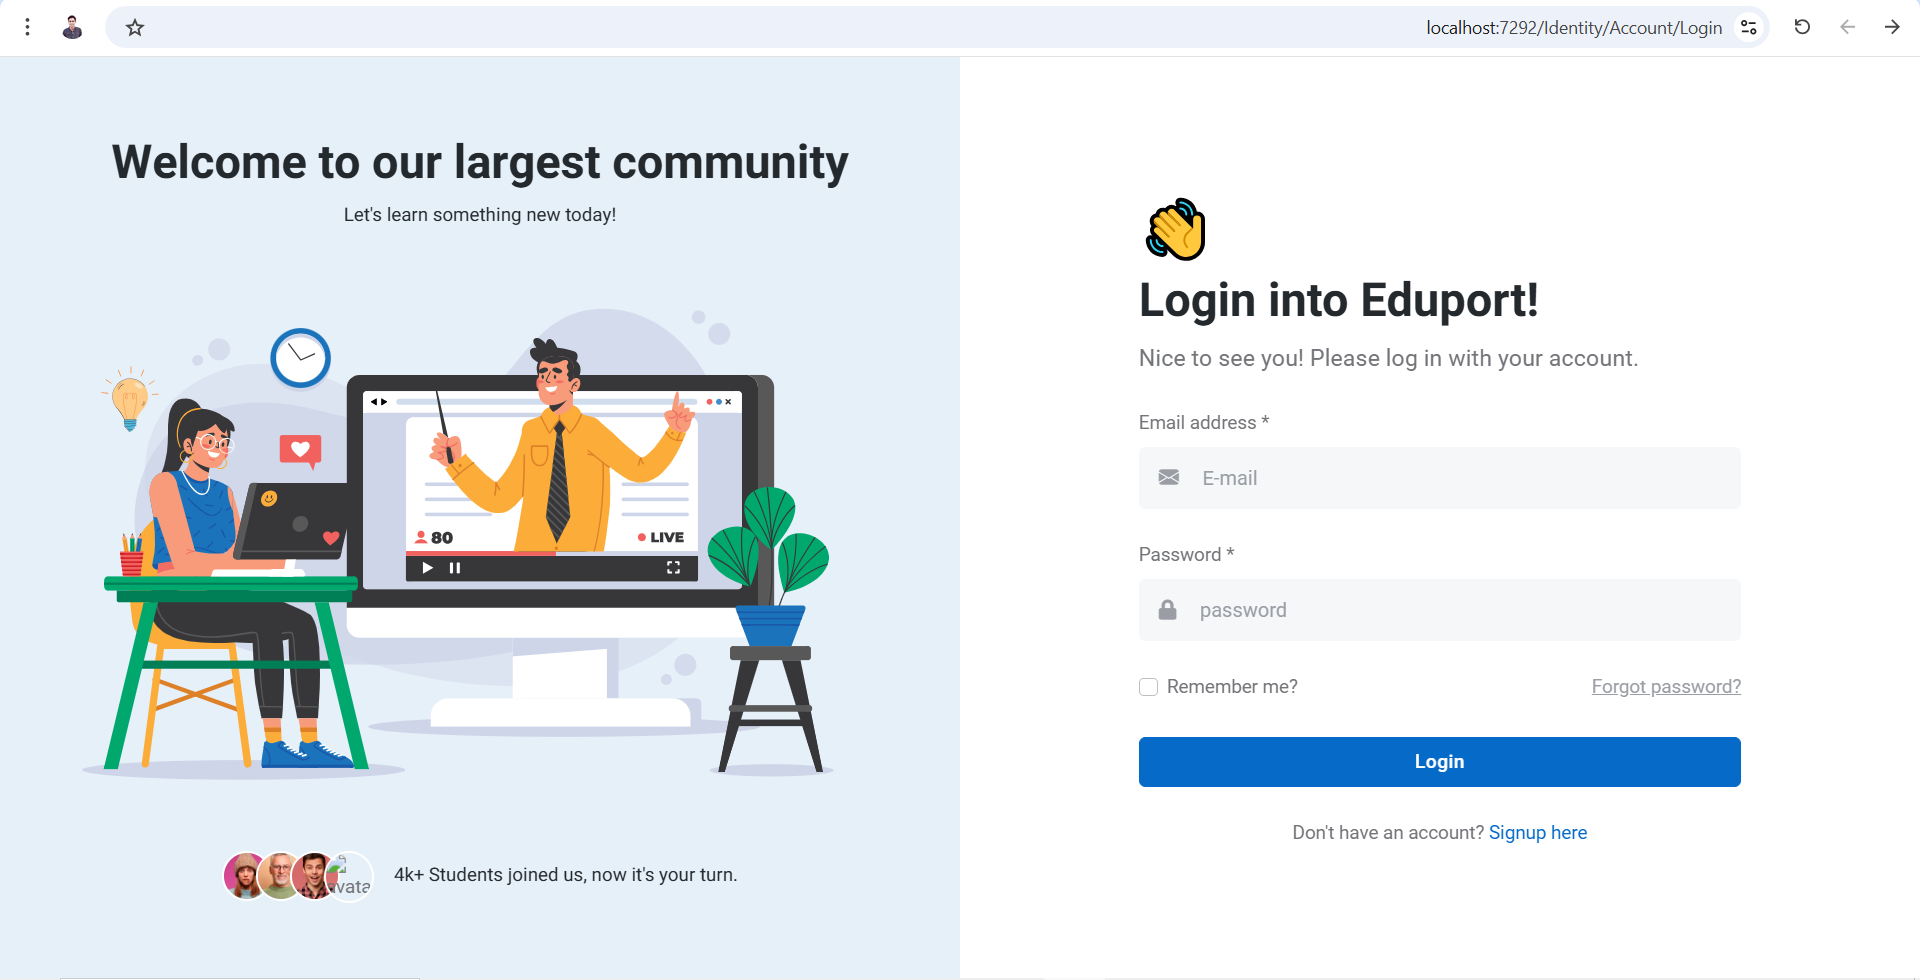 localhost:7292/Identity/Account/Login
Welcome to our largest community
Let's learn something new today!
80
LIVE
avata
4k+ Students joined us, now it's your turn.
Login into Eduport!
Nice to see you! Please log in with your account.
Email address *
E-mail
Password *
password
Remember me?
Forgot password?
Login
Don't have an account? Signup here